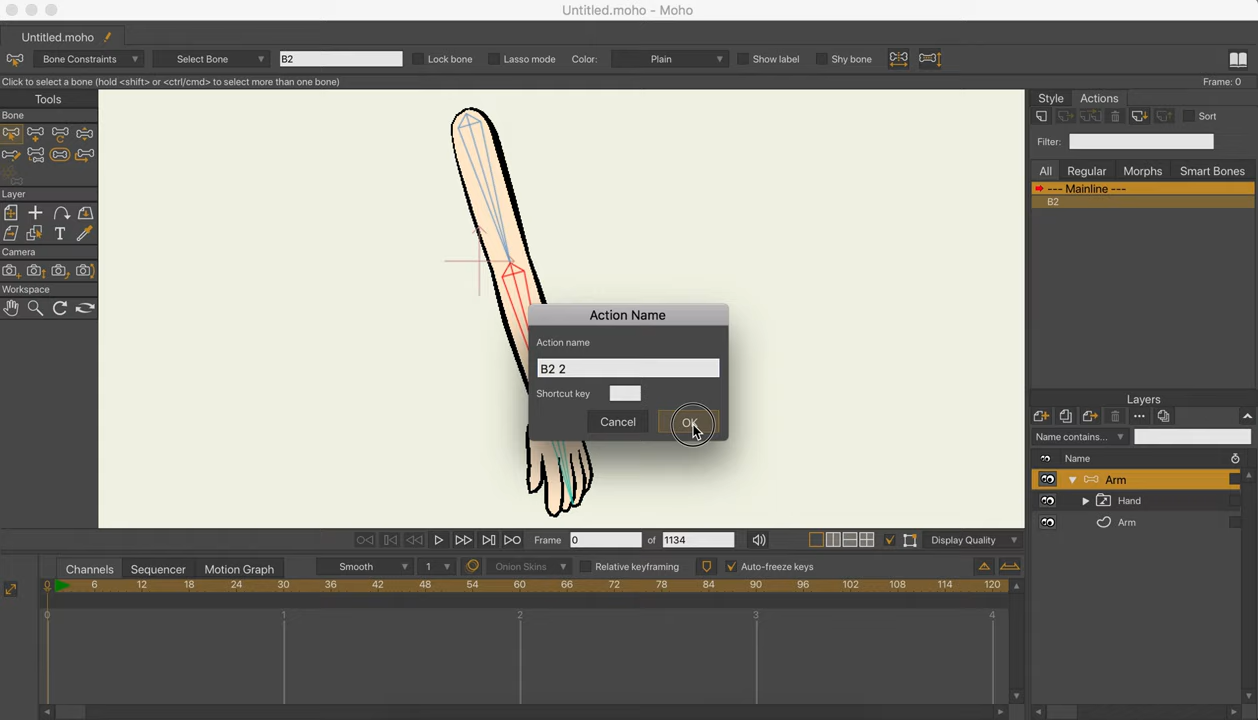 Untitled.moho - Moho
Untitled.moho
Bone Constraints Select Bone B2 Lock bone Lasso mode Color: Plain Show label Shy bone
Click to select a bone (hold <shift> or <ctrl/cmd> to select more than one bone) Frame: 0
Tools
Bone
Layer
Camera
Workspace
Style Actions
Sort
Filter:
All Regular Morphs Smart Bones
--- Mainline ---
B2
Action Name
Action name
B2 2
Shortcut key
Cancel OK
Layers
Name contains...
Name
Arm
Hand
Arm
Frame 0 of 1134 Display Quality
Channels Sequencer Motion Graph Smooth 1 Onion Skins Relative keyframing Auto-freeze keys
0 6 12 18 24 30 36 42 48 54 60 66 72 78 84 90 96 102 108 114 120
0 1 2 3 4